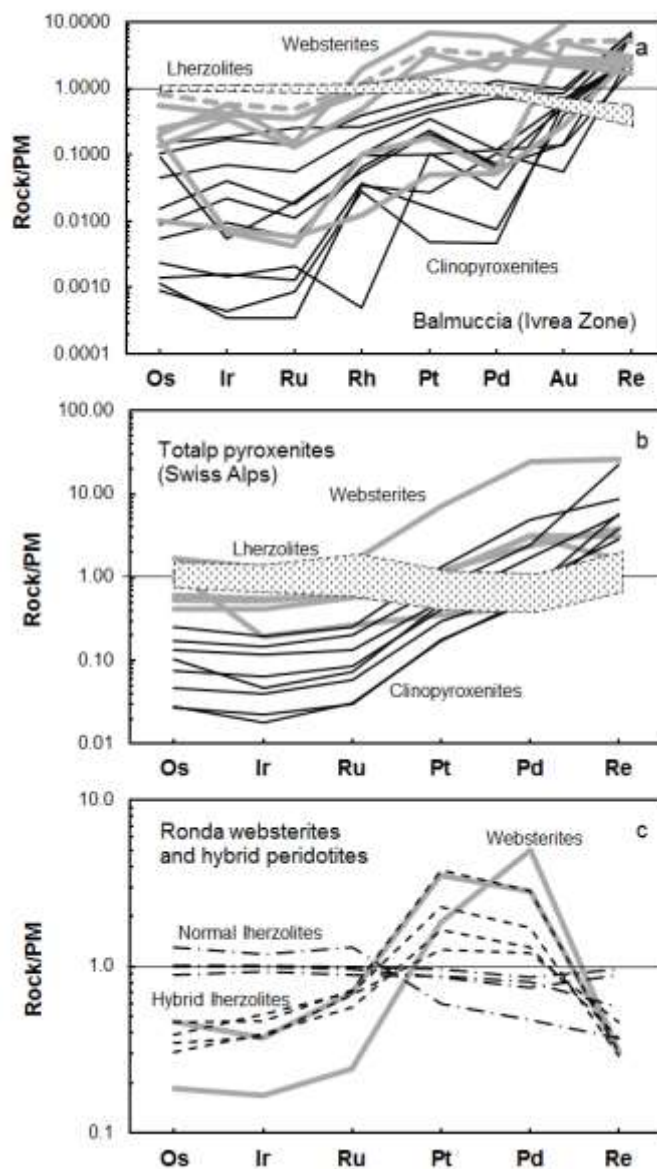 10.0000
Websterites
a
Lherzolites
1.0000
0.1000
Rock/PM
0.0100
0.0010
Clinopyroxenites
Balmuccia (Ivrea Zone)
0.0001
Os Ir Ru Rh Pt Pd Au Re
100.00
Totalp pyroxenites
b
(Swiss Alps)
10.00
Websterites
Lherzolites
Rock/PM
1.00
0.10
Clinopyroxenites
0.01
Os Ir Ru Pt Pd Re
10.0
Ronda websterites
Websterites
c
and hybrid peridotites
Normal lherzolites
Rock/PM
1.0
Hybrid lherzolites
0.1
Os Ir Ru Pt Pd Re